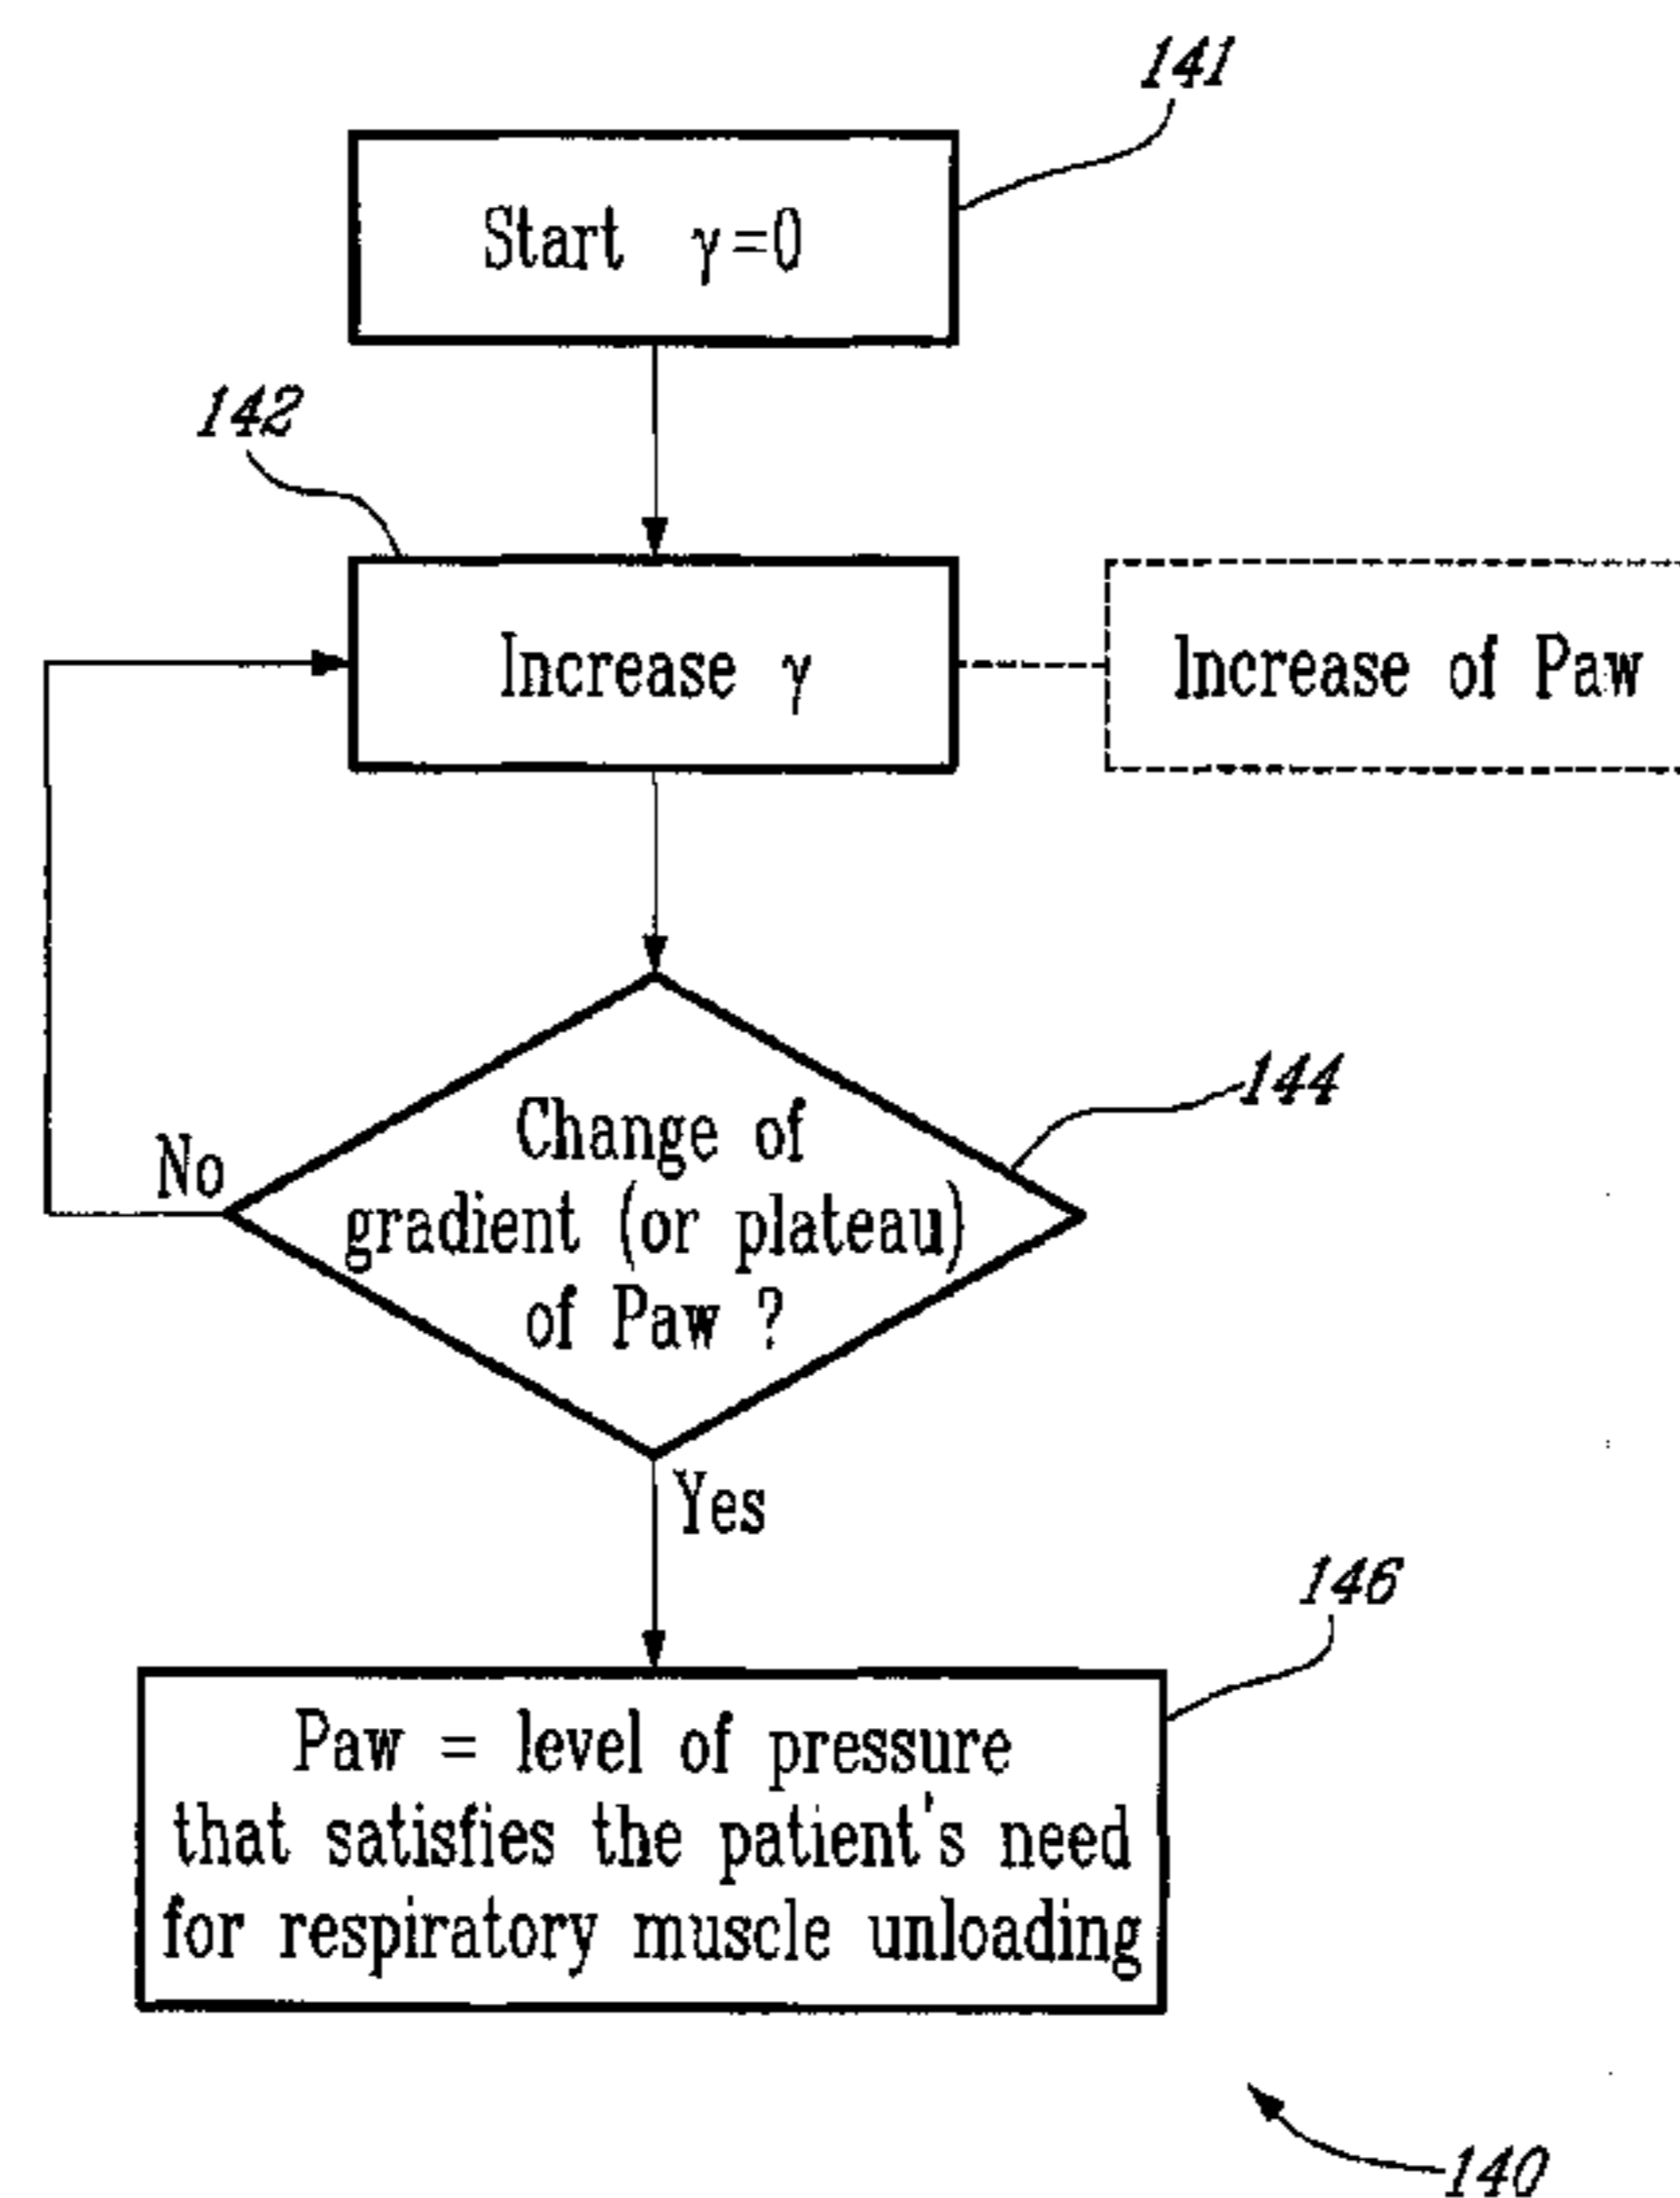 141
Start γ=0
142
Increase γ
Increase of Paw
144
Change of
gradient (or plateau)
of Paw ?
No
Yes
146
Paw = level of pressure
that satisfies the patient's need
for respiratory muscle unloading
140